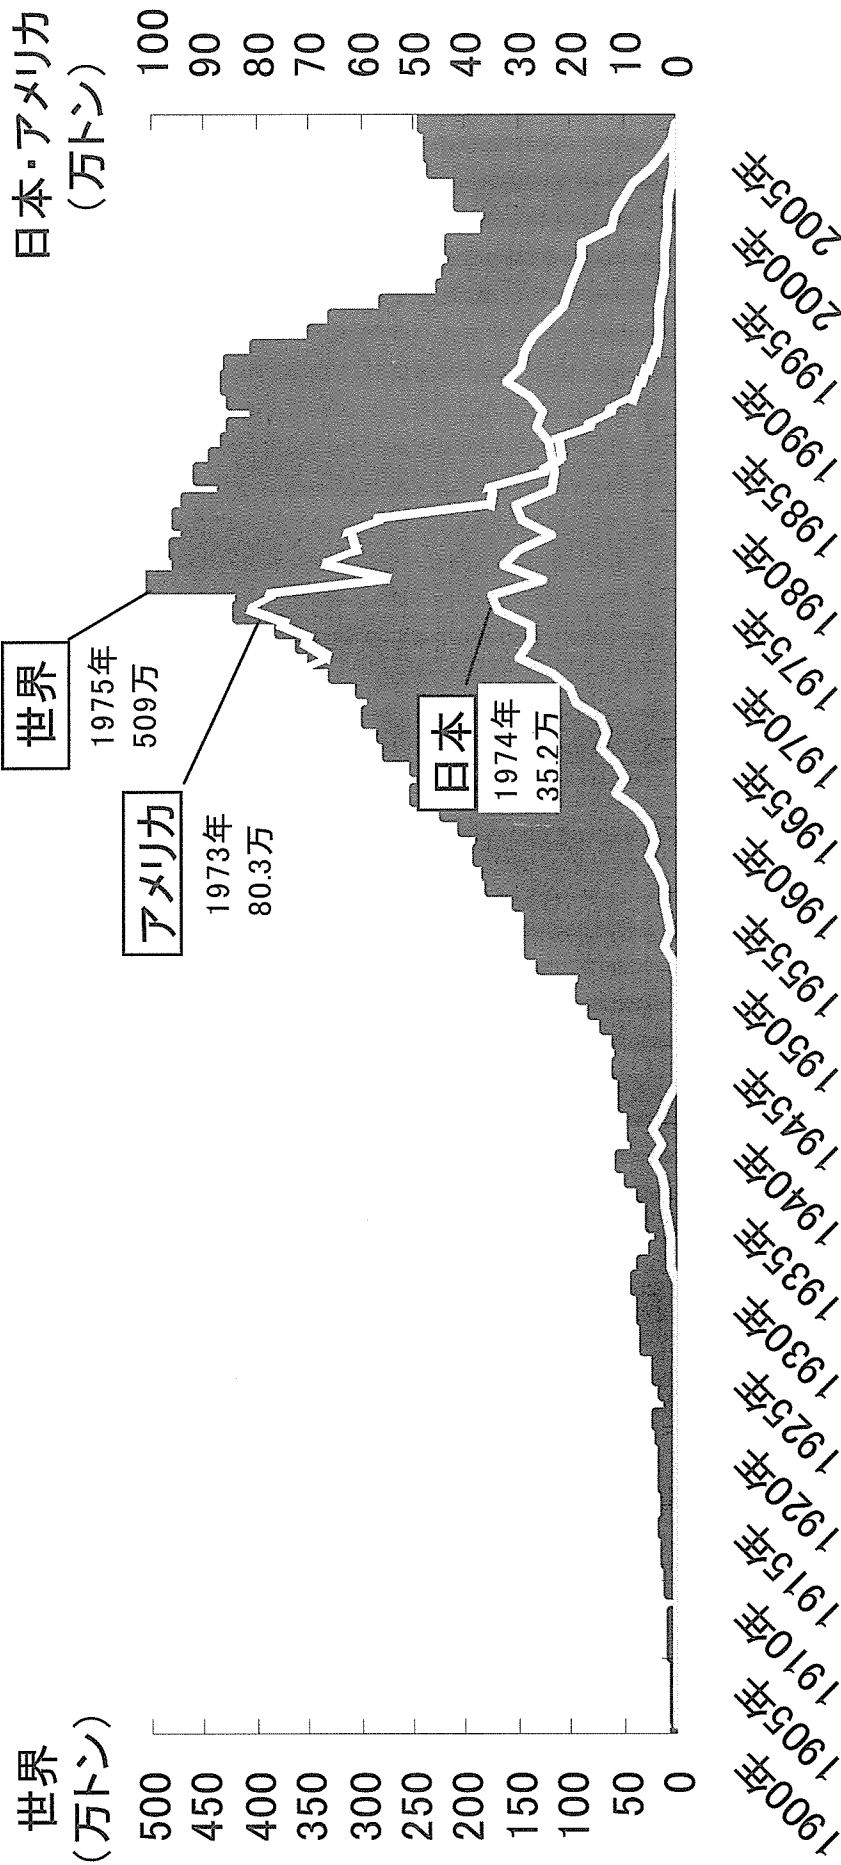 世界
(万トン)
500
450
400
350
300
250
200
150
100
50
0
日本・アメリカ
(万トン)
100
90
80
70
60
50
40
30
20
10
0
世界
1975年
509万
アメリカ
1973年
80.3万
日本
1974年
35.2万
1900年
1905年
1910年
1915年
1920年
1925年
1930年
1935年
1940年
1945年
1950年
1955年
1960年
1965年
1970年
1975年
1980年
1985年
1990年
1995年
2000年
2005年